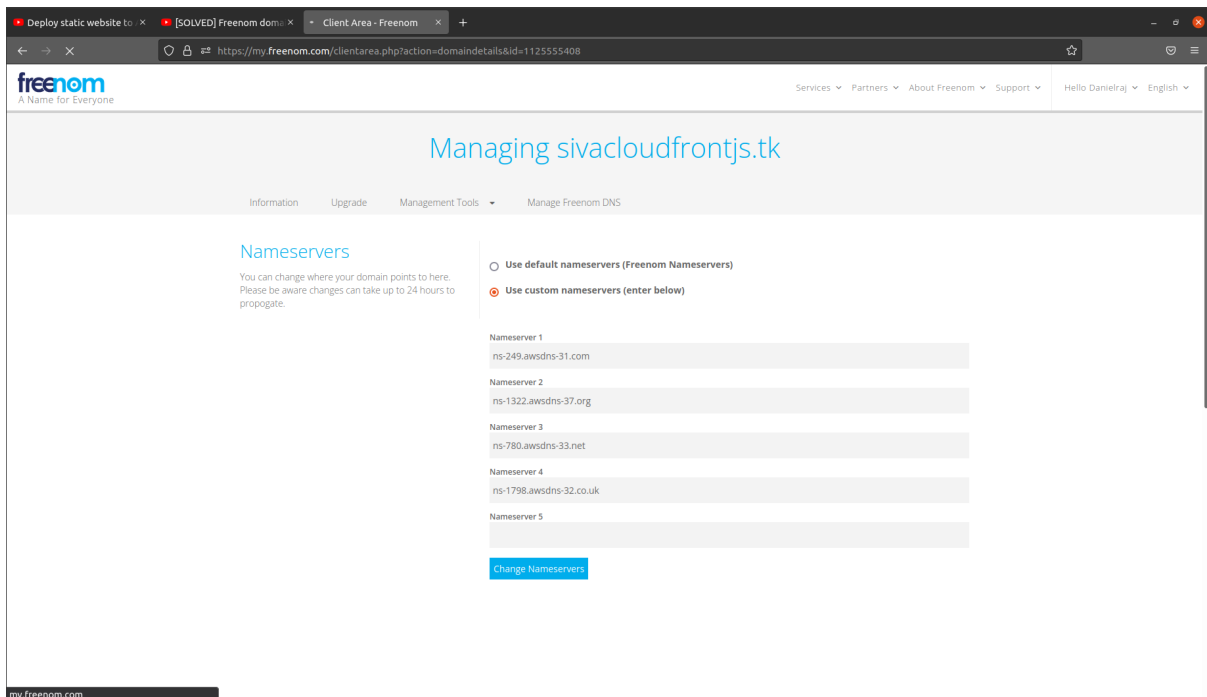 Deploy static website to A
[SOLVED] Freenom doma
Client Area - Freenom
https://my.freenom.com/clientarea.php?action=domaindetails&id=1125555408
freenom
A Name for Everyone
Services Partners About Freenom Support Hello Danielraj English
Managing sivacloudfrontjs.tk
Information Upgrade Management Tools Manage Freenom DNS
Nameservers
You can change where your domain points to here.
Please be aware changes can take up to 24 hours to
propogate.
Use default nameservers (Freenom Nameservers)
Use custom nameservers (enter below)
Nameserver 1
ns-249.awsdns-31.com
Nameserver 2
ns-1322.awsdns-37.org
Nameserver 3
ns-780.awsdns-33.net
Nameserver 4
ns-1798.awsdns-32.co.uk
Nameserver 5
Change Nameservers
my.freenom.com